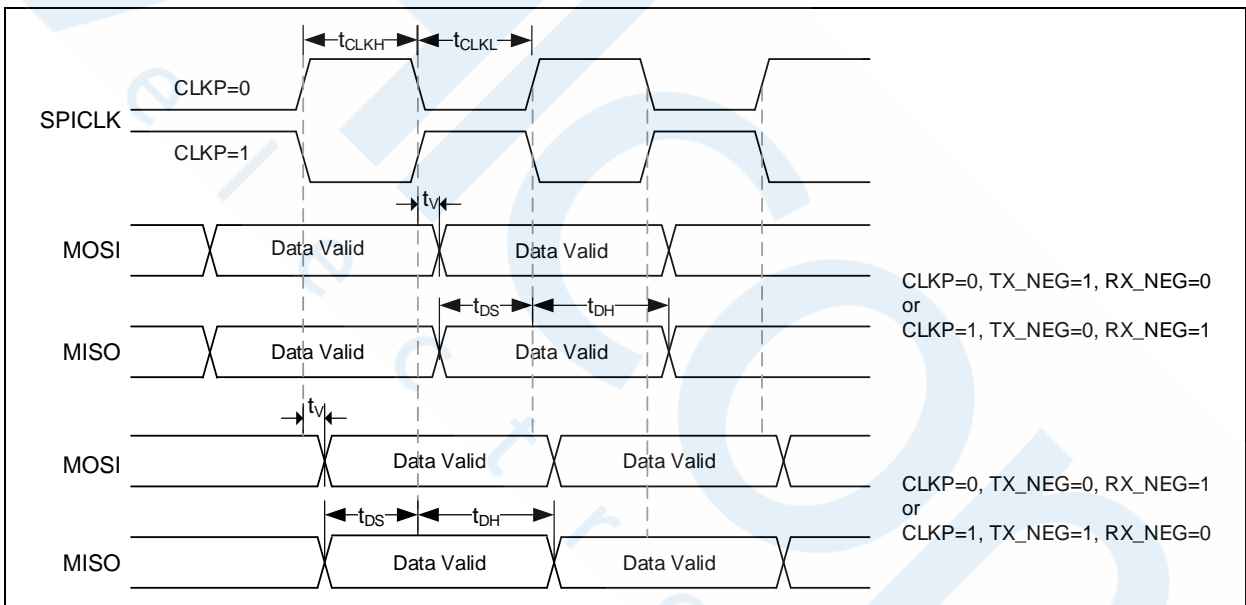 tCLKH tCLKL
CLKP=0
SPICLK
CLKP=1
tV
MOSI Data Valid Data Valid
CLKP=0, TX_NEG=1, RX_NEG=0
or
CLKP=1, TX_NEG=0, RX_NEG=1
tDS tDH
MISO Data Valid Data Valid
tV
MOSI Data Valid Data Valid
CLKP=0, TX_NEG=0, RX_NEG=1
or
CLKP=1, TX_NEG=1, RX_NEG=0
tDS tDH
MISO Data Valid Data Valid